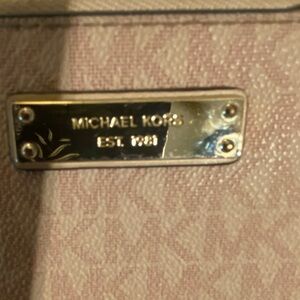 MICHAEL KORS
EST. 1981